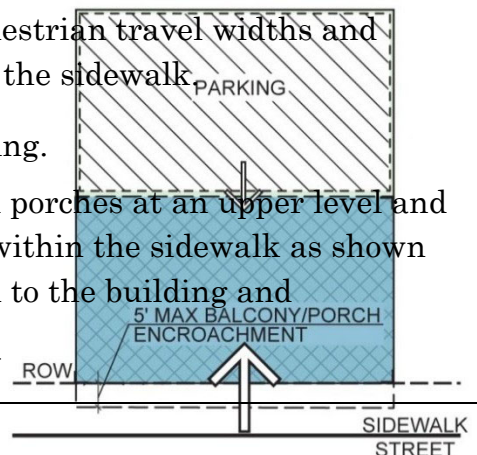 estrian travel widths and
the sidewalk.
PARKING
ng.
porches at an upper level and
within the sidewalk as shown
to the building and
5' MAX BALCONY/PORCH
ENCROACHMENT
ROW
SIDEWALK
STREET